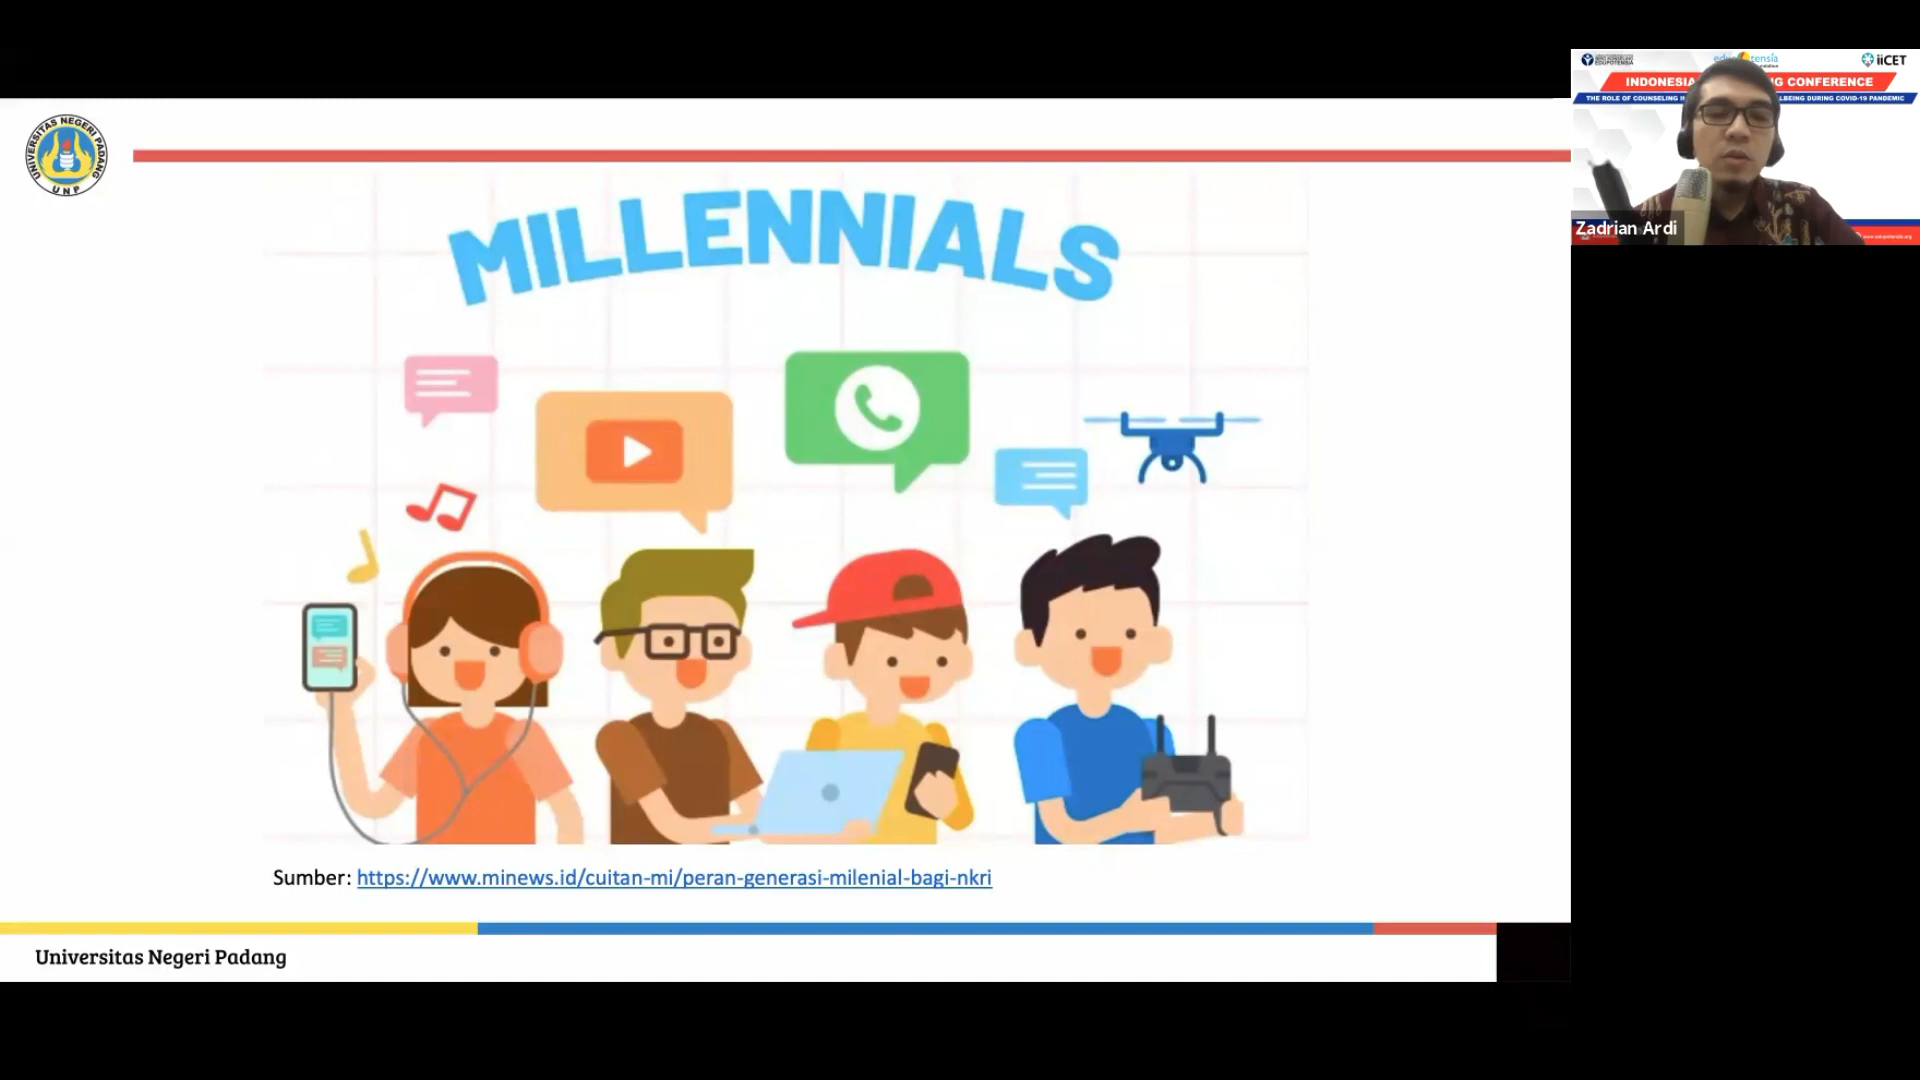 UNIVERSITAS NEGERI PADANG
UNP
MILLENNIALS
Sumber: https://www.minews.id/cuitan-mi/peran-generasi-milenial-bagi-nkri
Universitas Negeri Padang
EDUPOTENSIA
iiCET
INDONESIA G CONFERENCE
THE ROLE OF COUNSELING LBEING DURING COVID-19 PANDEMIC
Zadrian Ardi